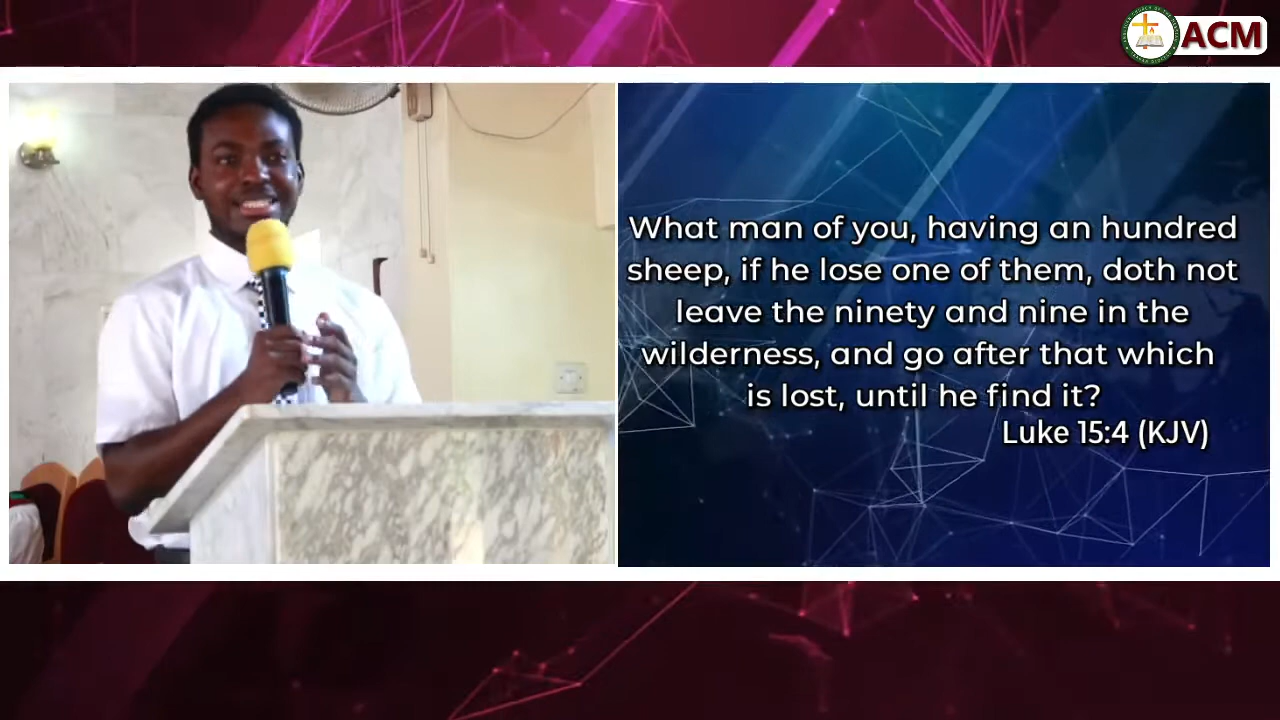 ACM
What man of you, having an hundred
sheep, if he lose one of them, doth not
leave the ninety and nine in the
wilderness, and go after that which
is lost, until he find it?
Luke 15:4 (KJV)